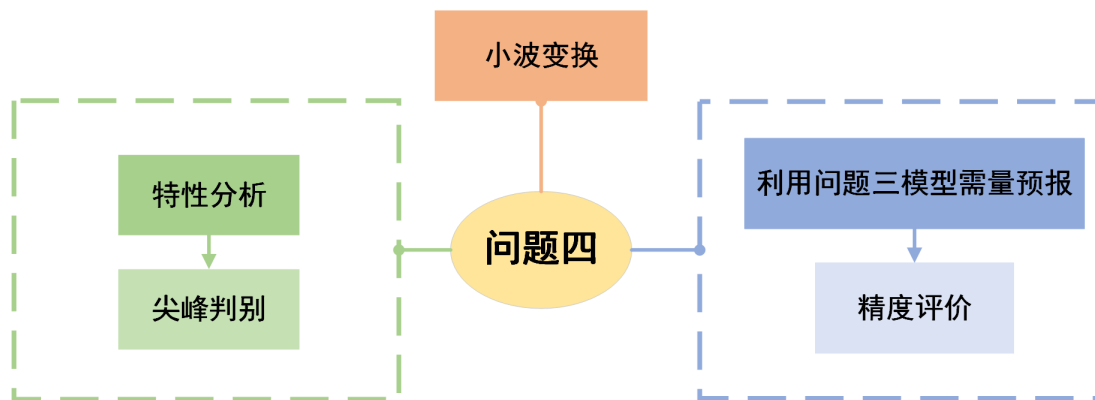 小波变换
特性分析
尖峰判别
问题四
利用问题三模型需量预报
精度评价